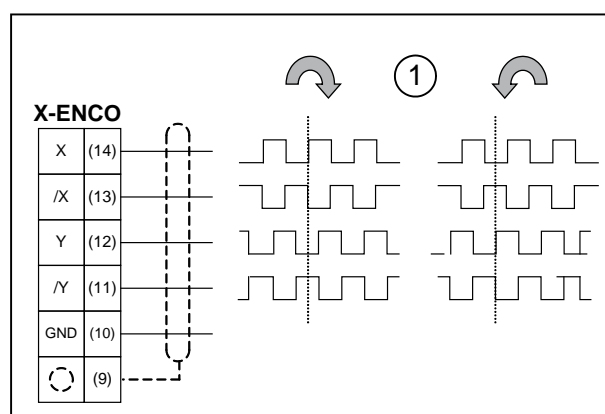 1
X-ENCO
X (14)
/X (13)
Y (12)
/Y (11)
GND (10)
(9)